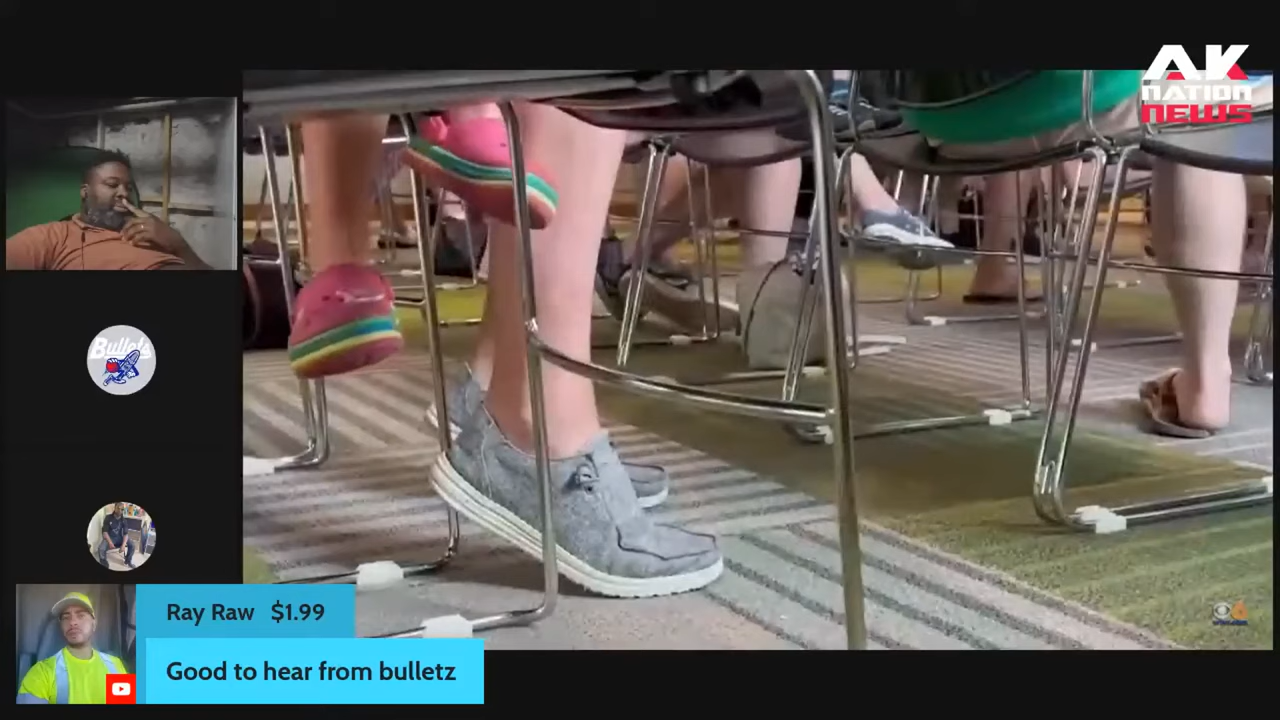 AK
NATION
NEWS
Bullets
Ray Raw $1.99
Good to hear from bulletz